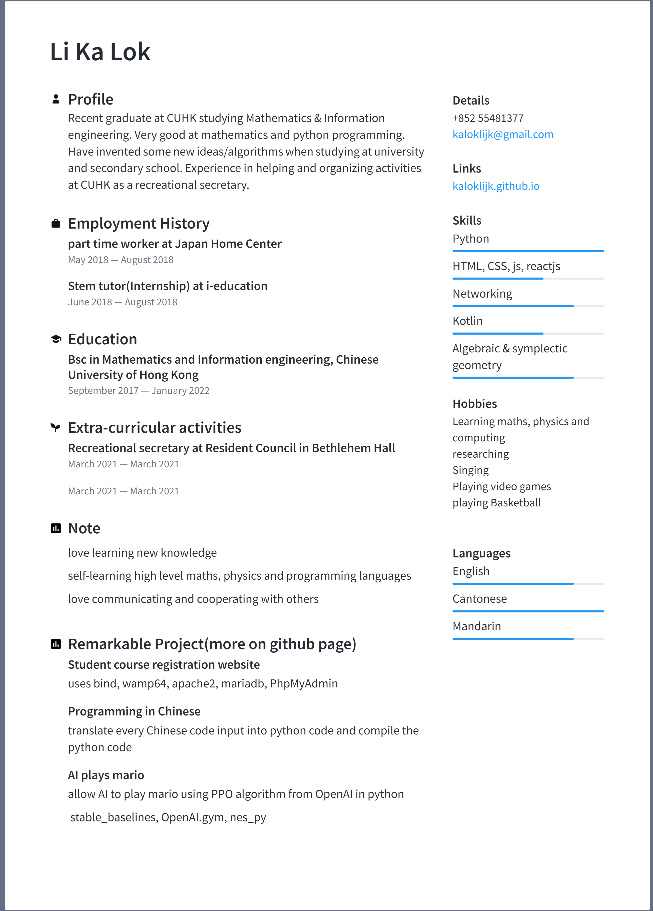 Li Ka Lok
Profile
Recent graduate at CUHK studying Mathematics & Information
engineering. Very good at mathematics and python programming.
Have invented some new ideas/algorithms when studying at university
and secondary school. Experience in helping and organizing activities
at CUHK as a recreational secretary.
Employment History
part time worker at Japan Home Center
May 2018 — August 2018
Stem tutor(Internship) at i-education
June 2018 — August 2018
Education
Bsc in Mathematics and Information engineering, Chinese
University of Hong Kong
September 2017 — January 2022
Extra-curricular activities
Recreational secretary at Resident Council in Bethlehem Hall
March 2021 — March 2021
March 2021 — March 2021
Note
love learning new knowledge
self-learning high level maths, physics and programming languages
love communicating and cooperating with others
Remarkable Project(more on github page)
Student course registration website
uses bind, wamp64, apache2, mariadb, PhpMyAdmin
Programming in Chinese
translate every Chinese code input into python code and compile the
python code
AI plays mario
allow AI to play mario using PPO algorithm from OpenAI in python
stable_baselines, OpenAI.gym, nes_py
Details
+852 55481377
kaloklijk@gmail.com
Links
kaloklijk.github.io
Skills
Python
HTML, CSS, js, reactjs
Networking
Kotlin
Algebraic & symplectic
geometry
Hobbies
Learning maths, physics and
computing
researching
Singing
Playing video games
playing Basketball
Languages
English
Cantonese
Mandarin